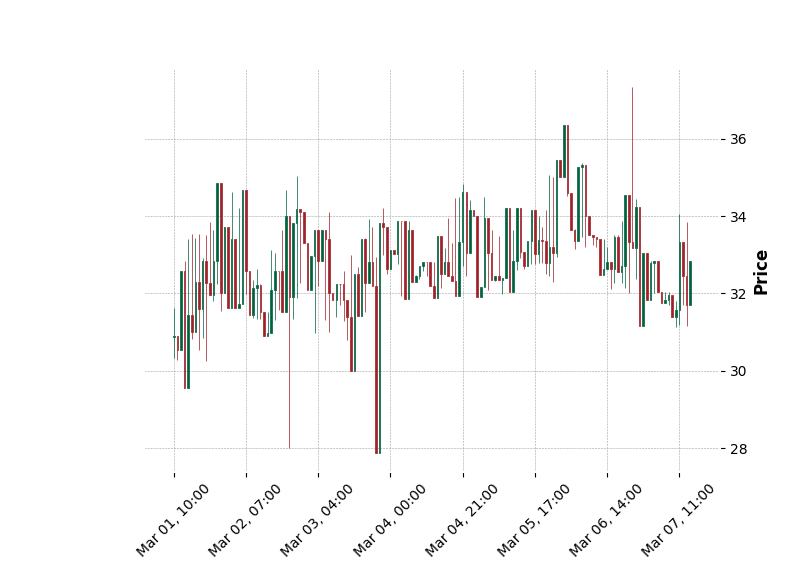 36
34
32
30
28
Price
Mar 01, 10:00
Mar 02, 07:00
Mar 03, 04:00
Mar 04, 00:00
Mar 04, 21:00
Mar 05, 17:00
Mar 06, 14:00
Mar 07, 11:00